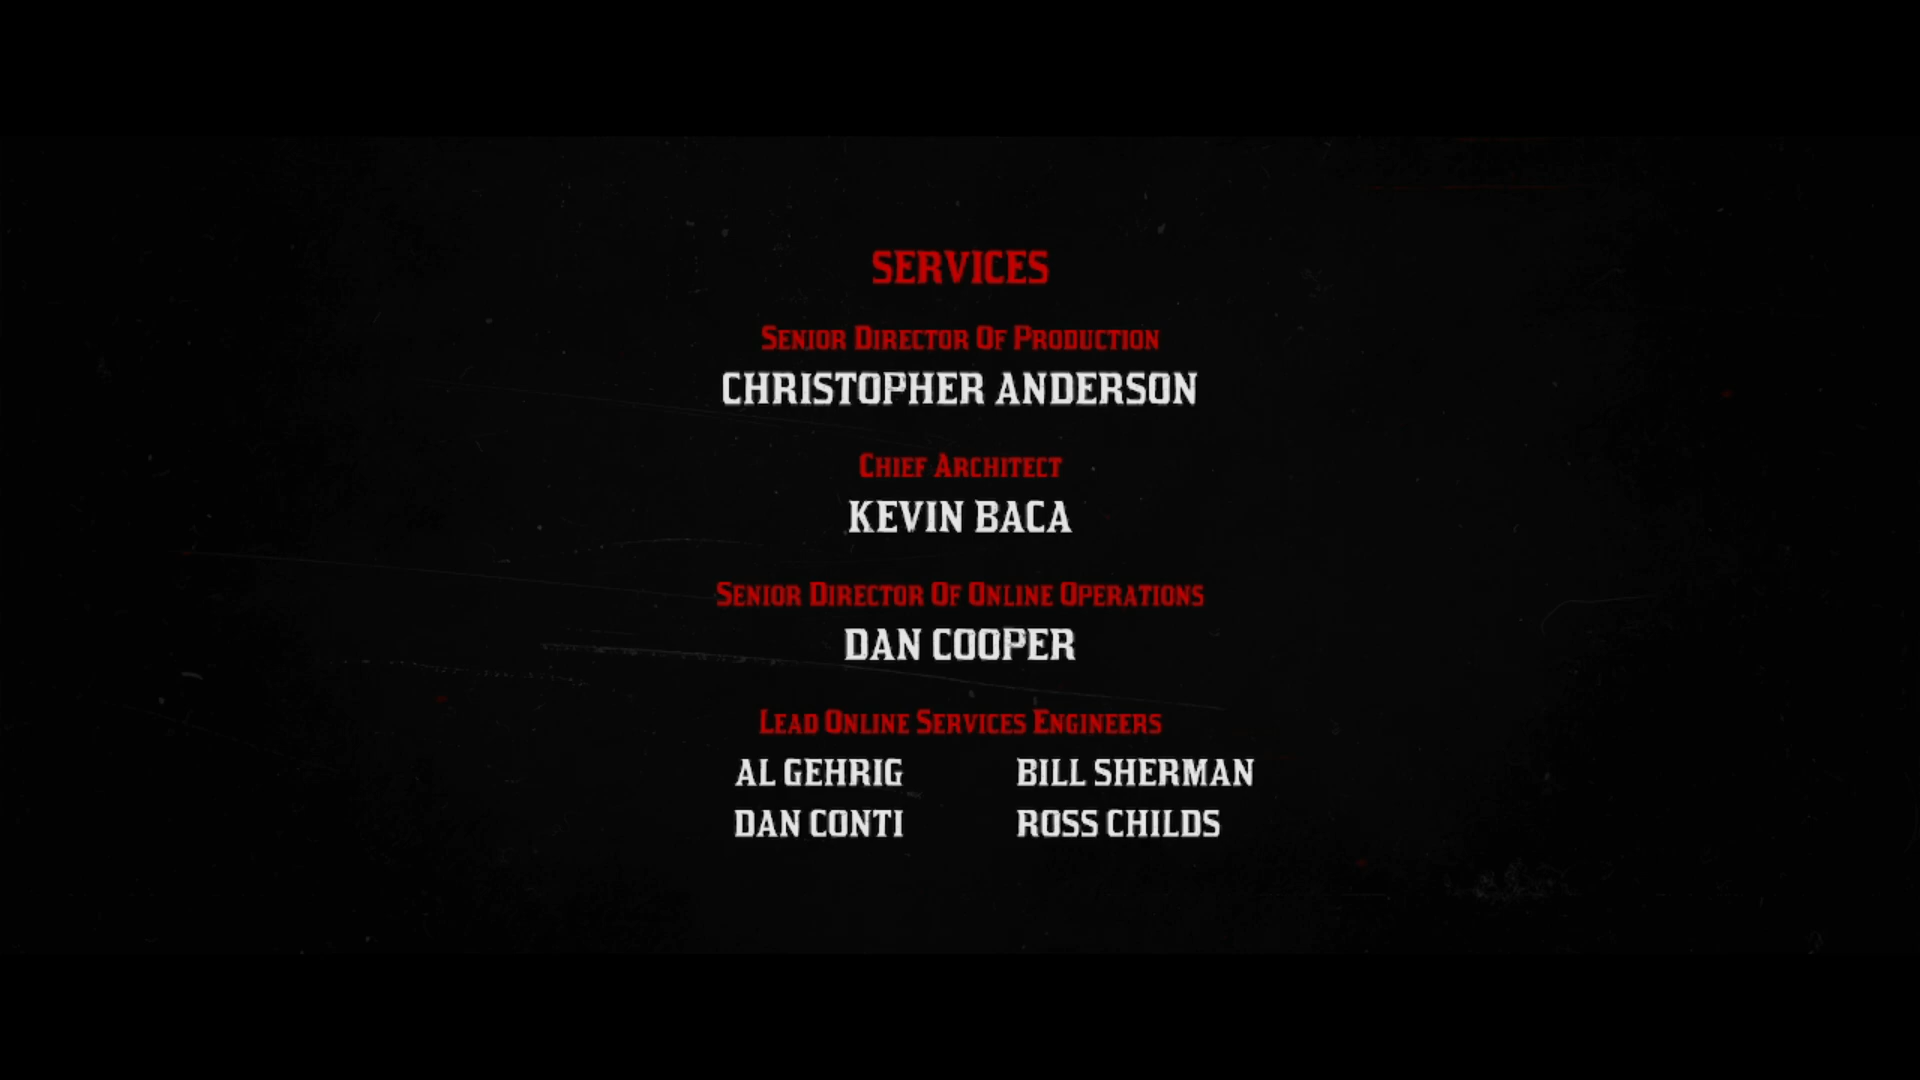 SERVICES
Senior Director Of Production
CHRISTOPHER ANDERSON
Chief Architect
KEVIN BACA
Senior Director Of Online Operations
DAN COOPER
Lead Online Services Engineers
AL GEHRIG BILL SHERMAN
DAN CONTI ROSS CHILDS